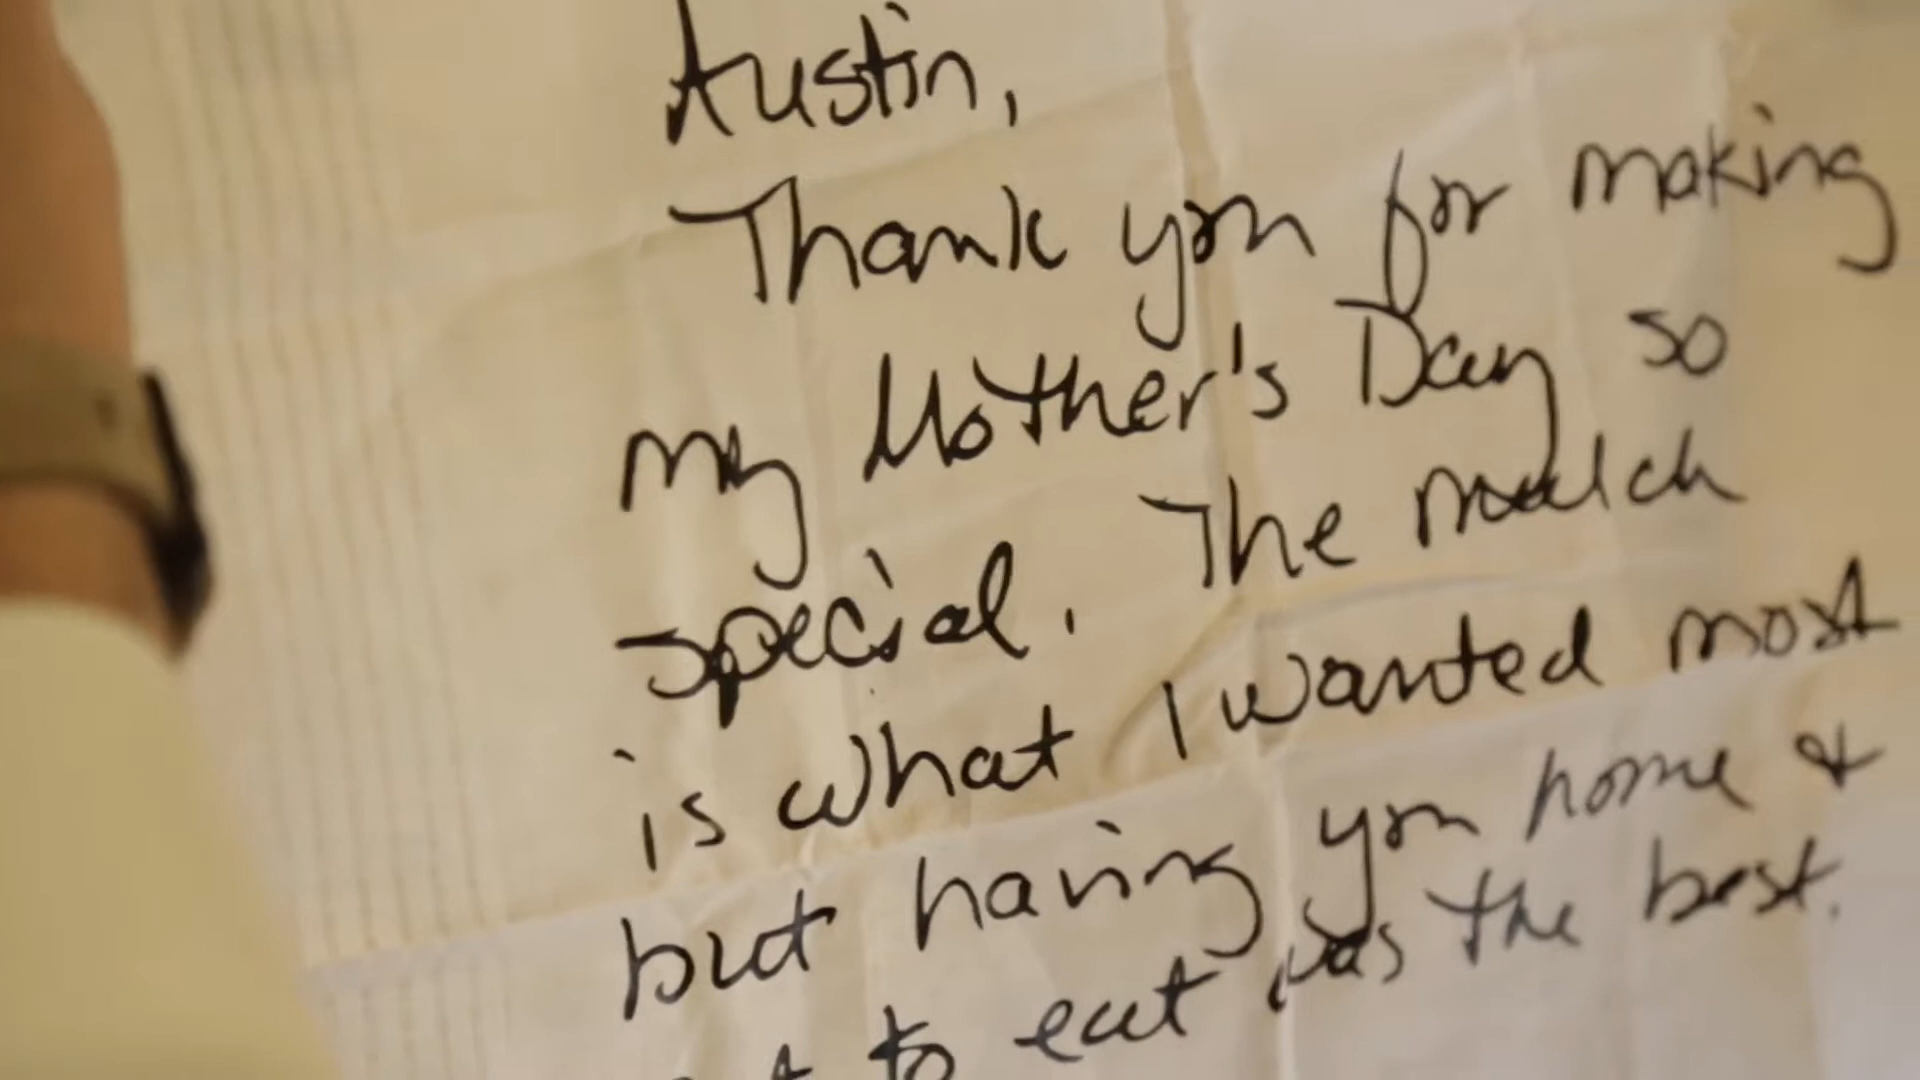 Austin,
Thank you for making
my Mother's Day so
special. The mulch
is what I wanted most
but having you home &
to eat was the best.